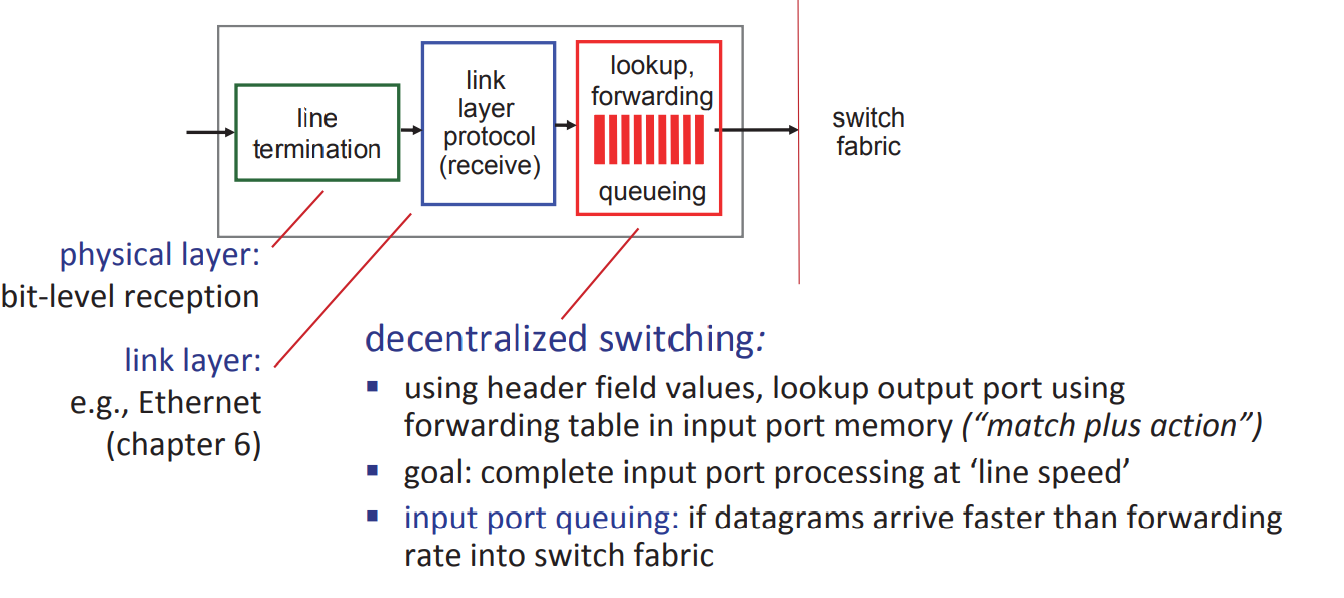 line
termination
link
layer
protocol
(receive)
lookup,
forwarding
queueing
switch
fabric
physical layer:
bit-level reception
link layer:
e.g., Ethernet
(chapter 6)
decentralized switching:
▪ using header field values, lookup output port using
forwarding table in input port memory (“match plus action”)
▪ goal: complete input port processing at ‘line speed’
▪ input port queuing: if datagrams arrive faster than forwarding
rate into switch fabric